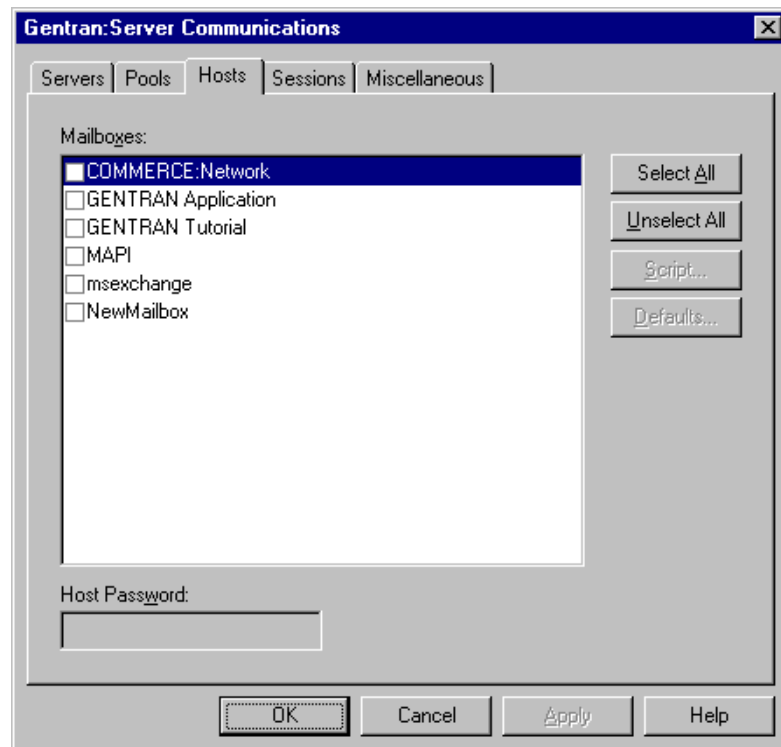 Gentran:Server Communications
Servers Pools Hosts Sessions Miscellaneous
Mailboxes:
COMMERCE:Network
GENTRAN Application
GENTRAN Tutorial
MAPI
msexchange
NewMailbox
Select All
Unselect All
Script...
Defaults...
Host Password:
OK Cancel Apply Help